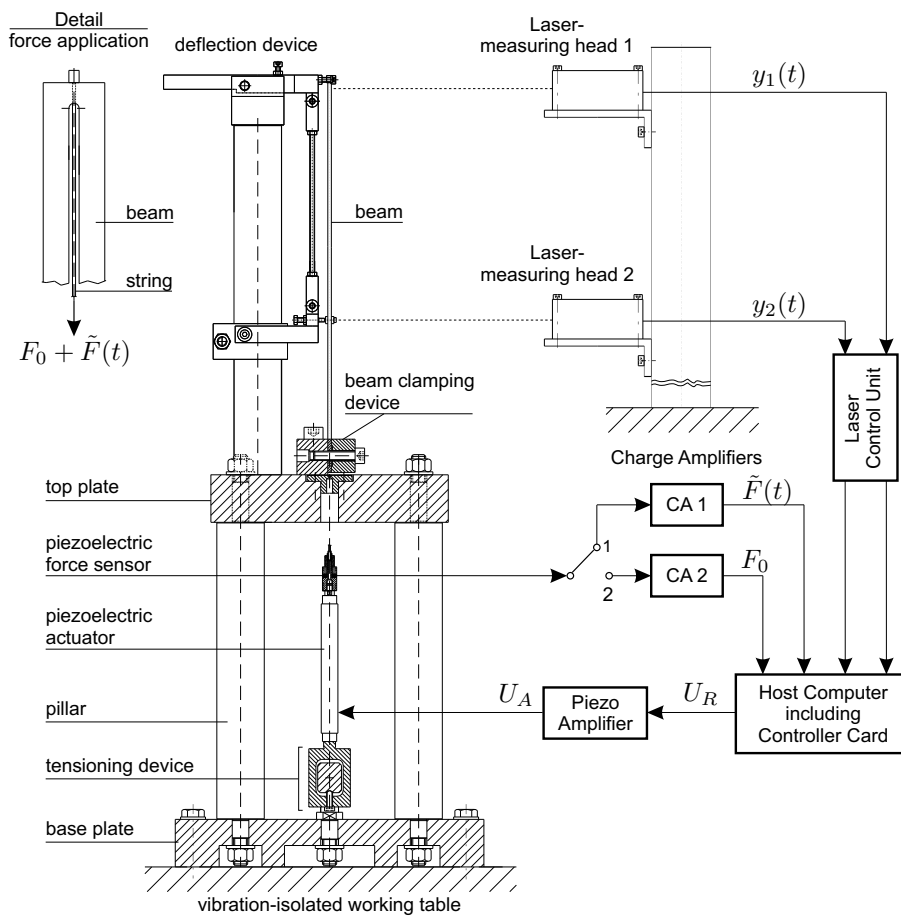 Detail
force application
deflection device
Laser-
measuring head 1
y₁(t)
beam
string
F₀ + F̃(t)
beam
Laser-
measuring head 2
y₂(t)
beam clamping
device
Laser
Control Unit
Charge Amplifiers
top plate
CA 1
F̃(t)
piezoelectric
force sensor
1
2
CA 2
F₀
piezoelectric
actuator
pillar
U_A
Piezo
Amplifier
U_R
Host Computer
including
Controller Card
tensioning device
base plate
vibration-isolated working table